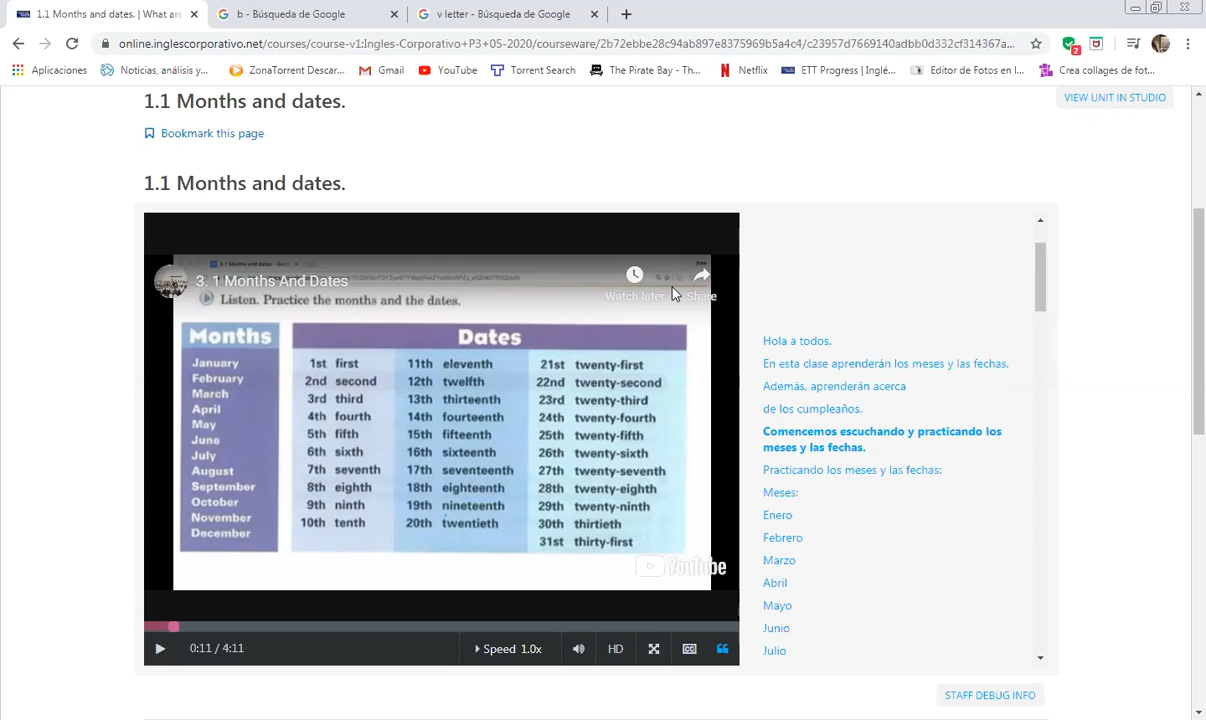 1.1 Months and dates. | What are
b - Búsqueda de Google
v letter - Búsqueda de Google
online.inglescorporativo.net/courses/course-v1:Ingles-Corporativo+P3+05-2020/courseware/2b72ebbe28c94ab897e8375969b5a4c4/c23957d7669140adbb0d332cf314367a...
2
Aplicaciones
Noticias, análisis y...
ZonaTorrent Descar...
Gmail
YouTube
Torrent Search
The Pirate Bay - Th...
Netflix
ETT Progress | Inglé...
Editor de Fotos en l...
Crea collages de fot...
1.1 Months and dates.
VIEW UNIT IN STUDIO
Bookmark this page
1.1 Months and dates.
3. 1 Months And Dates
Watch later
Share
Listen. Practice the months and the dates.
Months
January
February
March
April
May
June
July
August
September
October
November
December
Dates
1st first
2nd second
3rd third
4th fourth
5th fifth
6th sixth
7th seventh
8th eighth
9th ninth
10th tenth
11th eleventh
12th twelfth
13th thirteenth
14th fourteenth
15th fifteenth
16th sixteenth
17th seventeenth
18th eighteenth
19th nineteenth
20th twentieth
21st twenty-first
22nd twenty-second
23rd twenty-third
24th twenty-fourth
25th twenty-fifth
26th twenty-sixth
27th twenty-seventh
28th twenty-eighth
29th twenty-ninth
30th thirtieth
31st thirty-first
YouTube
0:11 / 4:11
Speed 1.0x
HD
CC
Hola a todos.
En esta clase aprenderán los meses y las fechas.
Además, aprenderán acerca
de los cumpleaños.
Comencemos escuchando y practicando los
meses y las fechas.
Practicando los meses y las fechas:
Meses:
Enero
Febrero
Marzo
Abril
Mayo
Junio
Julio
STAFF DEBUG INFO